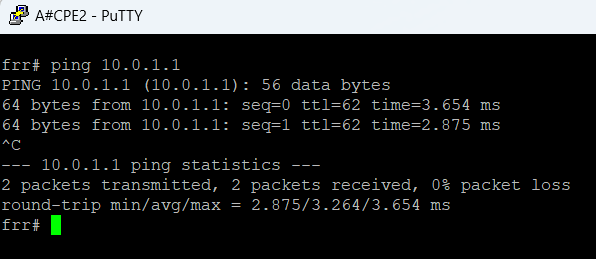 A#CPE2 - PuTTY
frr# ping 10.0.1.1
PING 10.0.1.1 (10.0.1.1): 56 data bytes
64 bytes from 10.0.1.1: seq=0 ttl=62 time=3.654 ms
64 bytes from 10.0.1.1: seq=1 ttl=62 time=2.875 ms
^C
--- 10.0.1.1 ping statistics ---
2 packets transmitted, 2 packets received, 0% packet loss
round-trip min/avg/max = 2.875/3.264/3.654 ms
frr#